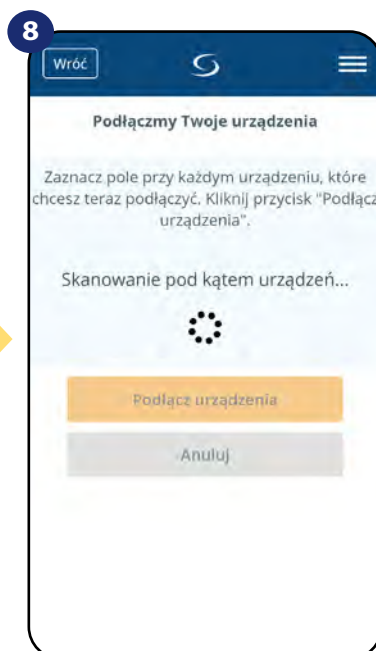 8
Wróć
Podłączmy Twoje urządzenia
Zaznacz pole przy każdym urządzeniu, które
chcesz teraz podłączyć. Kliknij przycisk "Podłącz
urządzenia".
Skanowanie pod kątem urządzeń...
Podłącz urządzenia
Anuluj